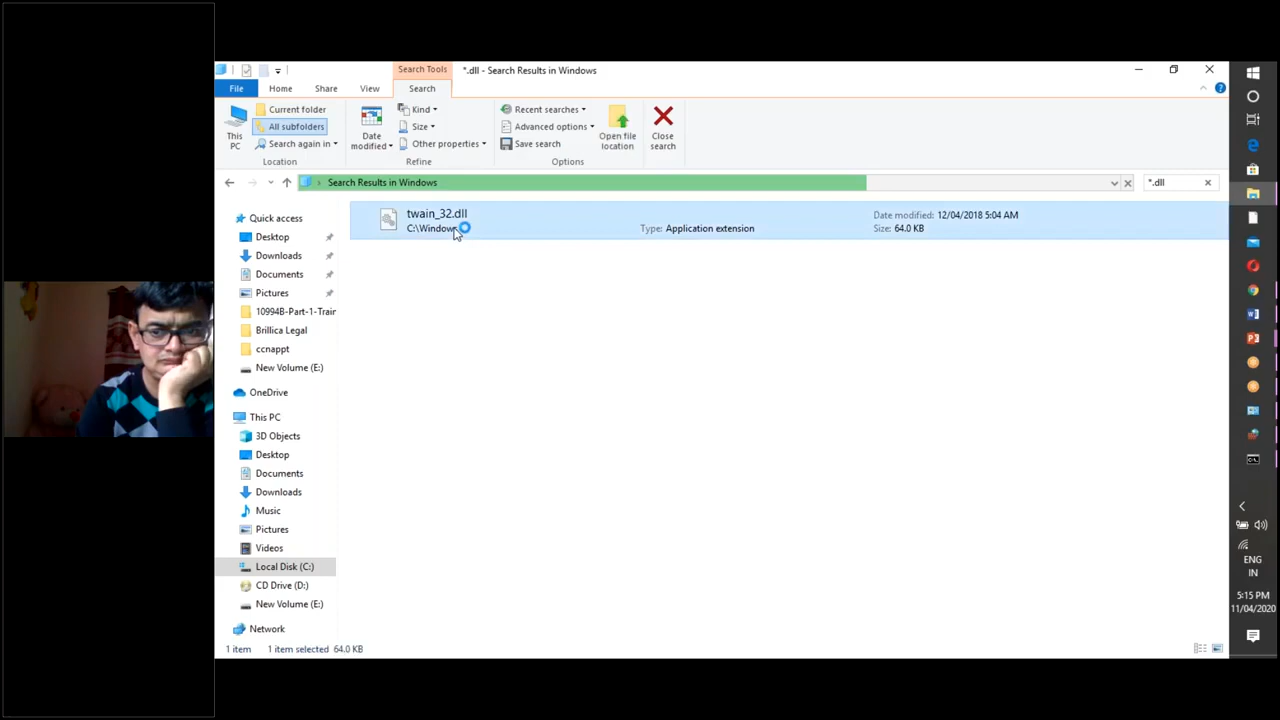 *.dll - Search Results in Windows
Search Tools
File
Home
Share
View
Search
This PC
Current folder
All subfolders
Search again in
Location
Date modified
Kind
Size
Other properties
Refine
Recent searches
Advanced options
Save search
Open file location
Options
Close search
Search Results in Windows
*.dll
Quick access
Desktop
Downloads
Documents
Pictures
10994B-Part-1-Train
Brillica Legal
ccnappt
New Volume (E:)
OneDrive
This PC
3D Objects
Desktop
Documents
Downloads
Music
Pictures
Videos
Local Disk (C:)
CD Drive (D:)
New Volume (E:)
Network
twain_32.dll
C:\Windows
Type: Application extension
Date modified: 12/04/2018 5:04 AM
Size: 64.0 KB
1 item
1 item selected 64.0 KB
ENG
IN
5:15 PM
11/04/2020